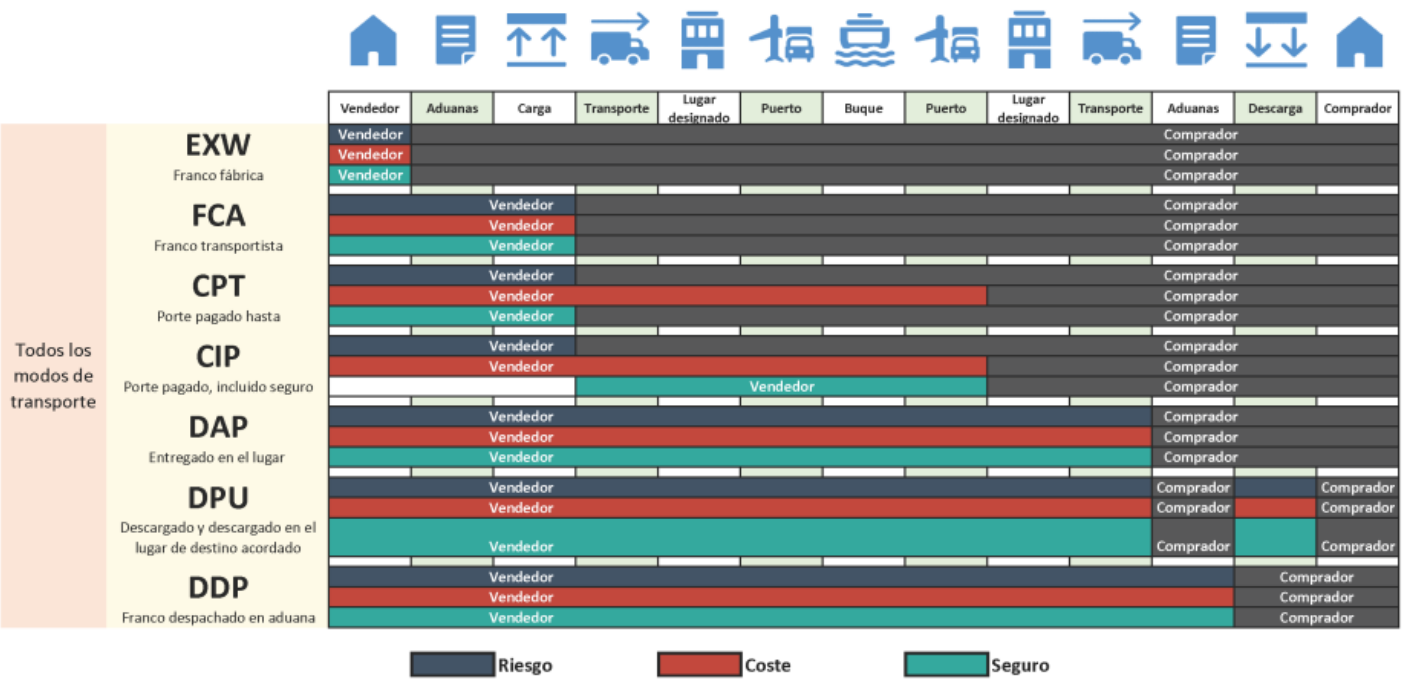 Vendedor Aduanas Carga Transporte Lugar designado Puerto Buque Puerto Lugar designado Transporte Aduanas Descarga Comprador
Todos los
modos de
transporte
EXW
Franco fábrica
Vendedor Comprador
Vendedor Comprador
Vendedor Comprador
FCA
Franco transportista
Vendedor Comprador
Vendedor Comprador
Vendedor Comprador
CPT
Porte pagado hasta
Vendedor Comprador
Vendedor Comprador
Vendedor Comprador
CIP
Porte pagado, incluido seguro
Vendedor Comprador
Vendedor Comprador
Vendedor Comprador
DAP
Entregado en el lugar
Vendedor Comprador
Vendedor Comprador
Vendedor Comprador
DPU
Descargado y descargado en el
lugar de destino acordado
Vendedor Comprador Comprador
Vendedor Comprador Comprador
Vendedor Comprador Comprador
DDP
Franco despachado en aduana
Vendedor Comprador
Vendedor Comprador
Vendedor Comprador
Riesgo Coste Seguro